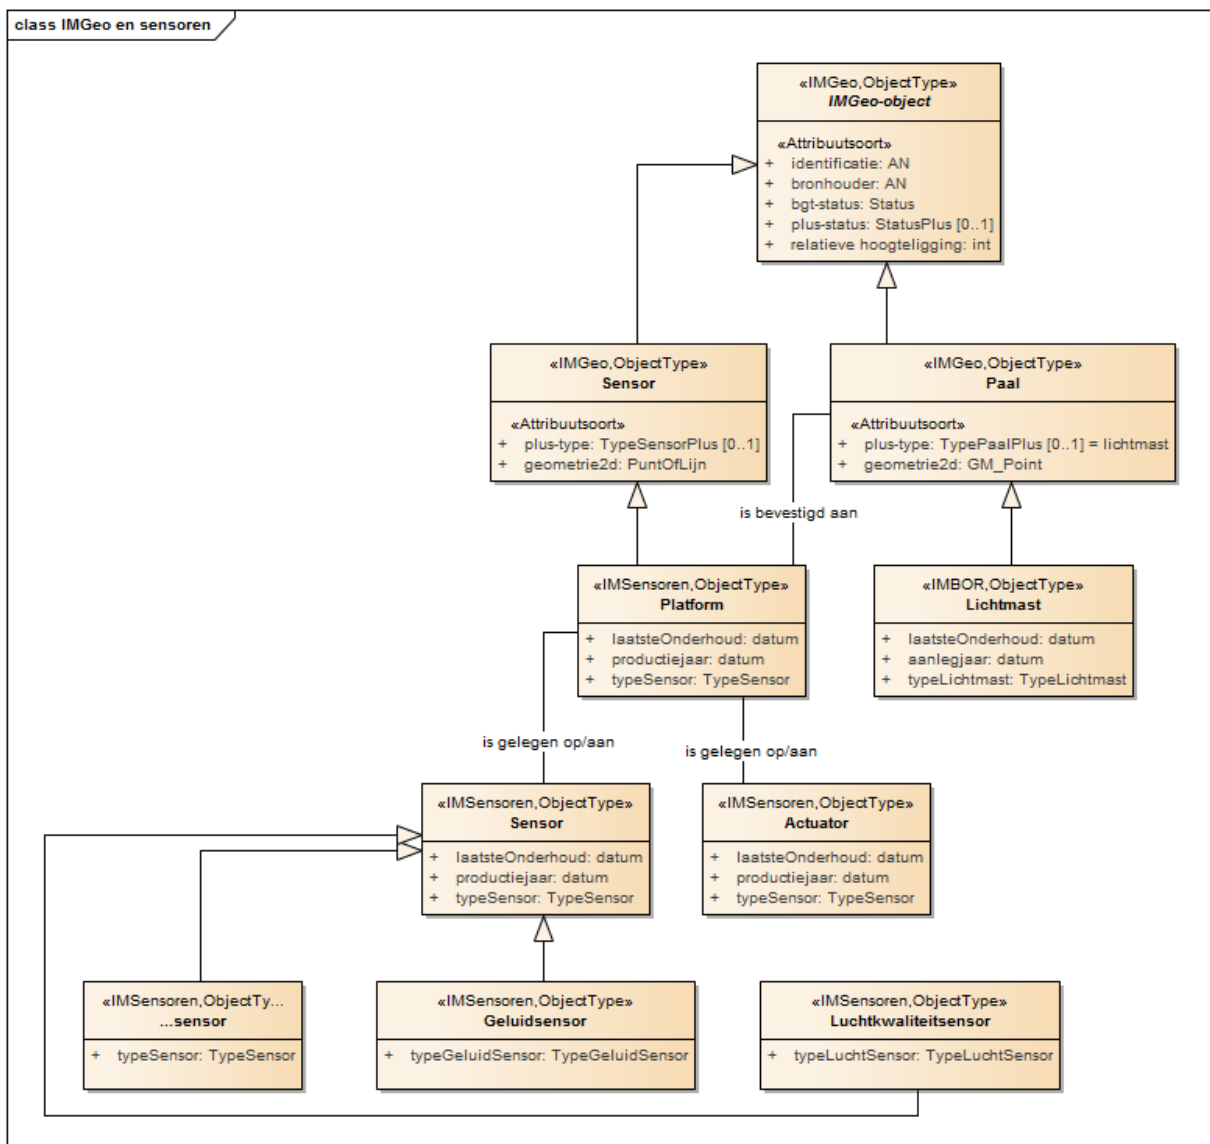 class IMGeo en sensoren
«IMGeo,ObjectType»
IMGeo-object
«Attribuutsoort»
+ identificatie: AN
+ bronhouder: AN
+ bgt-status: Status
+ plus-status: StatusPlus [0..1]
+ relatieve hoogteligging: int
«IMGeo,ObjectType»
Sensor
«Attribuutsoort»
+ plus-type: TypeSensorPlus [0..1]
+ geometrie2d: PuntOfLijn
«IMGeo,ObjectType»
Paal
«Attribuutsoort»
+ plus-type: TypePaalPlus [0..1] = lichtmast
+ geometrie2d: GM_Point
is bevestigd aan
«IMSensoren,ObjectType»
Platform
+ laatsteOnderhoud: datum
+ productiejaar: datum
+ typeSensor: TypeSensor
«IMBOR,ObjectType»
Lichtmast
+ laatsteOnderhoud: datum
+ aanlegjaar: datum
+ typeLichtmast: TypeLichtmast
is gelegen op/aan
is gelegen op/aan
«IMSensoren,ObjectType»
Sensor
+ laatsteOnderhoud: datum
+ productiejaar: datum
+ typeSensor: TypeSensor
«IMSensoren,ObjectType»
Actuator
+ laatsteOnderhoud: datum
+ productiejaar: datum
+ typeSensor: TypeSensor
«IMSensoren,ObjectTy...
...sensor
+ typeSensor: TypeSensor
«IMSensoren,ObjectType»
Geluidsensor
+ typeGeluidSensor: TypeGeluidSensor
«IMSensoren,ObjectType»
Luchtkwaliteitsensor
+ typeLuchtSensor: TypeLuchtSensor